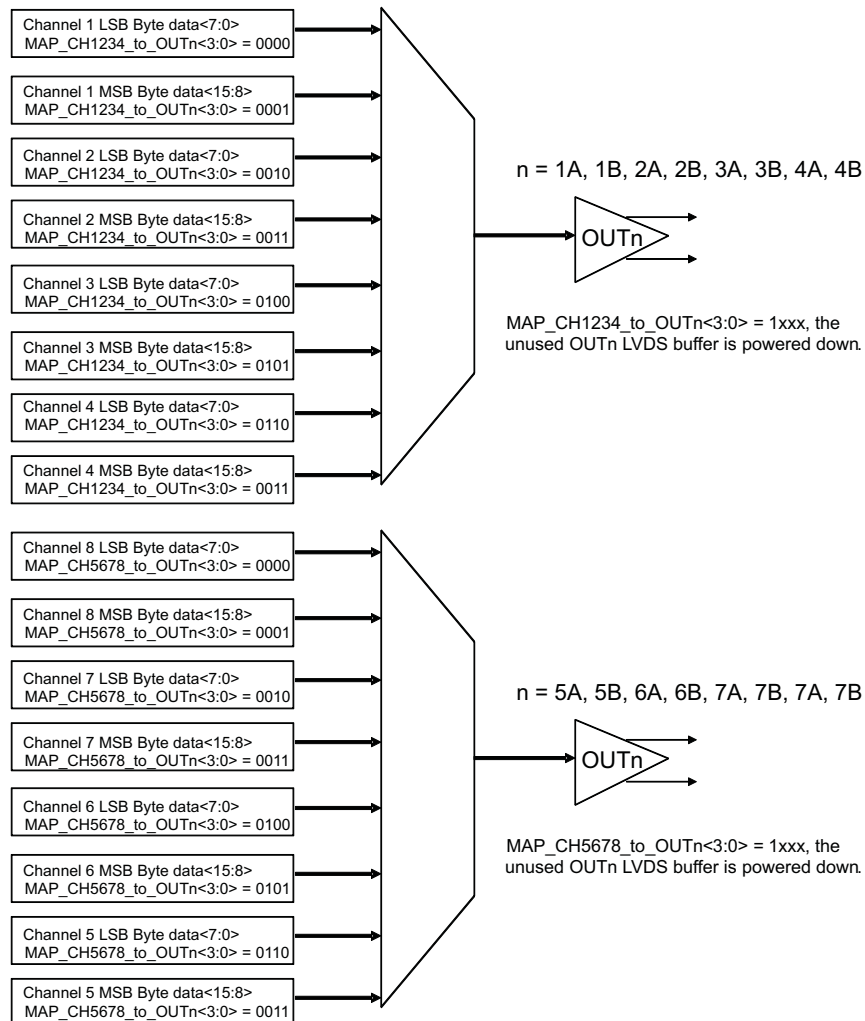 Channel 1 LSB Byte data<7:0>
MAP_CH1234_to_OUTn<3:0> = 0000
Channel 1 MSB Byte data<15:8>
MAP_CH1234_to_OUTn<3:0> = 0001
Channel 2 LSB Byte data<7:0>
MAP_CH1234_to_OUTn<3:0> = 0010
Channel 2 MSB Byte data<15:8>
MAP_CH1234_to_OUTn<3:0> = 0011
Channel 3 LSB Byte data<7:0>
MAP_CH1234_to_OUTn<3:0> = 0100
Channel 3 MSB Byte data<15:8>
MAP_CH1234_to_OUTn<3:0> = 0101
Channel 4 LSB Byte data<7:0>
MAP_CH1234_to_OUTn<3:0> = 0110
Channel 4 MSB Byte data<15:8>
MAP_CH1234_to_OUTn<3:0> = 0011
n = 1A, 1B, 2A, 2B, 3A, 3B, 4A, 4B
OUTn
MAP_CH1234_to_OUTn<3:0> = 1xxx, the
unused OUTn LVDS buffer is powered down.
Channel 8 LSB Byte data<7:0>
MAP_CH5678_to_OUTn<3:0> = 0000
Channel 8 MSB Byte data<15:8>
MAP_CH5678_to_OUTn<3:0> = 0001
Channel 7 LSB Byte data<7:0>
MAP_CH5678_to_OUTn<3:0> = 0010
Channel 7 MSB Byte data<15:8>
MAP_CH5678_to_OUTn<3:0> = 0011
Channel 6 LSB Byte data<7:0>
MAP_CH5678_to_OUTn<3:0> = 0100
Channel 6 MSB Byte data<15:8>
MAP_CH5678_to_OUTn<3:0> = 0101
Channel 5 LSB Byte data<7:0>
MAP_CH5678_to_OUTn<3:0> = 0110
Channel 5 MSB Byte data<15:8>
MAP_CH5678_to_OUTn<3:0> = 0011
n = 5A, 5B, 6A, 6B, 7A, 7B, 7A, 7B
OUTn
MAP_CH5678_to_OUTn<3:0> = 1xxx, the
unused OUTn LVDS buffer is powered down.